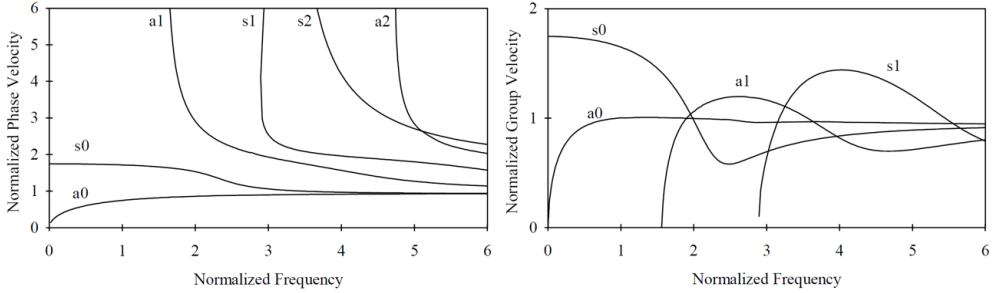 6
5
4
3
2
1
0
Normalized Phase Velocity
a1
s1
s2
a2
s0
a0
0 1 2 3 4 5 6
Normalized Frequency
2
1
0
Normalized Group Velocity
s0
a0
a1
s1
0 1 2 3 4 5 6
Normalized Frequency